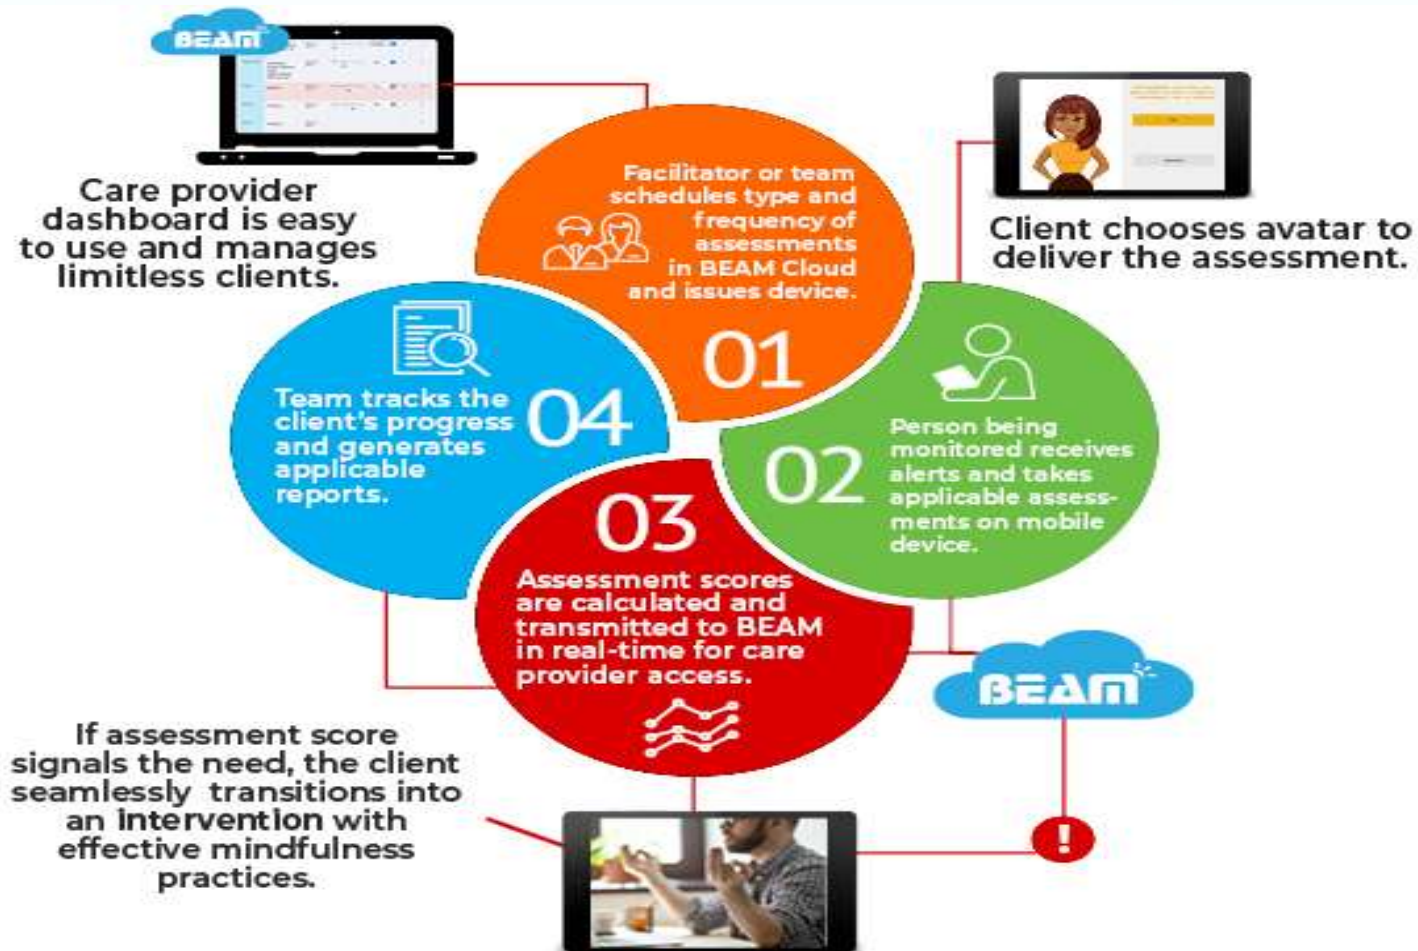 BEAM
Care provider
dashboard is easy
to use and manages
limitless clients.
Facilitator or team
schedules type and
frequency of
assessments
in BEAM Cloud
and issues device.
01
Client chooses avatar to
deliver the assessment.
Person being
monitored receives
alerts and takes
applicable assess-
ments on mobile
device.
02
03
Assessment scores
are calculated and
transmitted to BEAM
in real-time for care
provider access.
Team tracks the
client's progress
and generates
applicable
reports.
04
BEAM
!
If assessment score
signals the need, the client
seamlessly transitions into
an intervention with
effective mindfulness
practices.